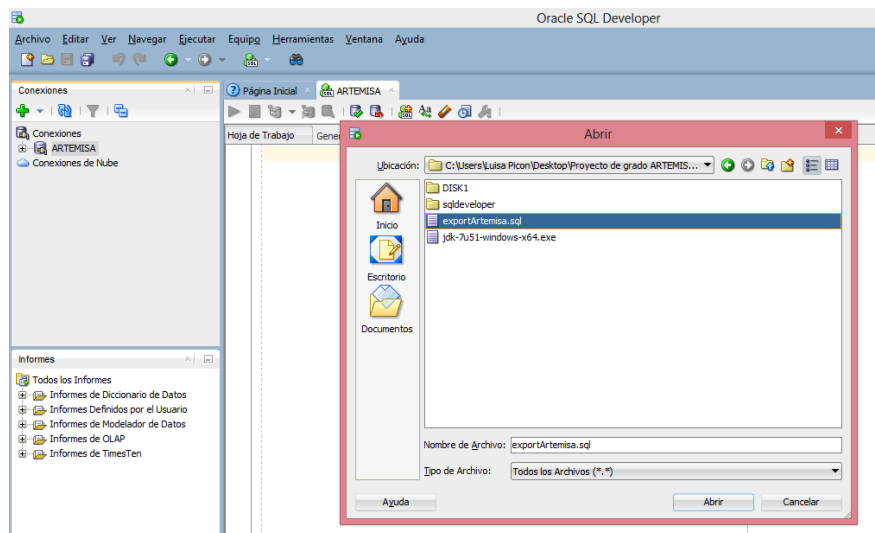 Oracle SQL Developer
Archivo Editar Ver Navegar Ejecutar Equipo Herramientas Ventana Ayuda
Conexiones
Página Inicial
ARTEMISA
Conexiones
ARTEMISA
Conexiones de Nube
Hoja de Trabajo
Gene
Abrir
Ubicación:
C:\Users\Luisa Picon\Desktop\Proyecto de grado ARTEMIS...
DISK1
sqldeveloper
exportArtemisa.sql
jdk-7u51-windows-x64.exe
Inicio
Escritorio
Documentos
Informes
Todos los Informes
Informes de Diccionario de Datos
Informes Definidos por el Usuario
Informes de Modelador de Datos
Informes de OLAP
Informes de TimesTen
Nombre de Archivo: exportArtemisa.sql
Tipo de Archivo: Todos los Archivos (*.*)
Ayuda
Abrir
Cancelar